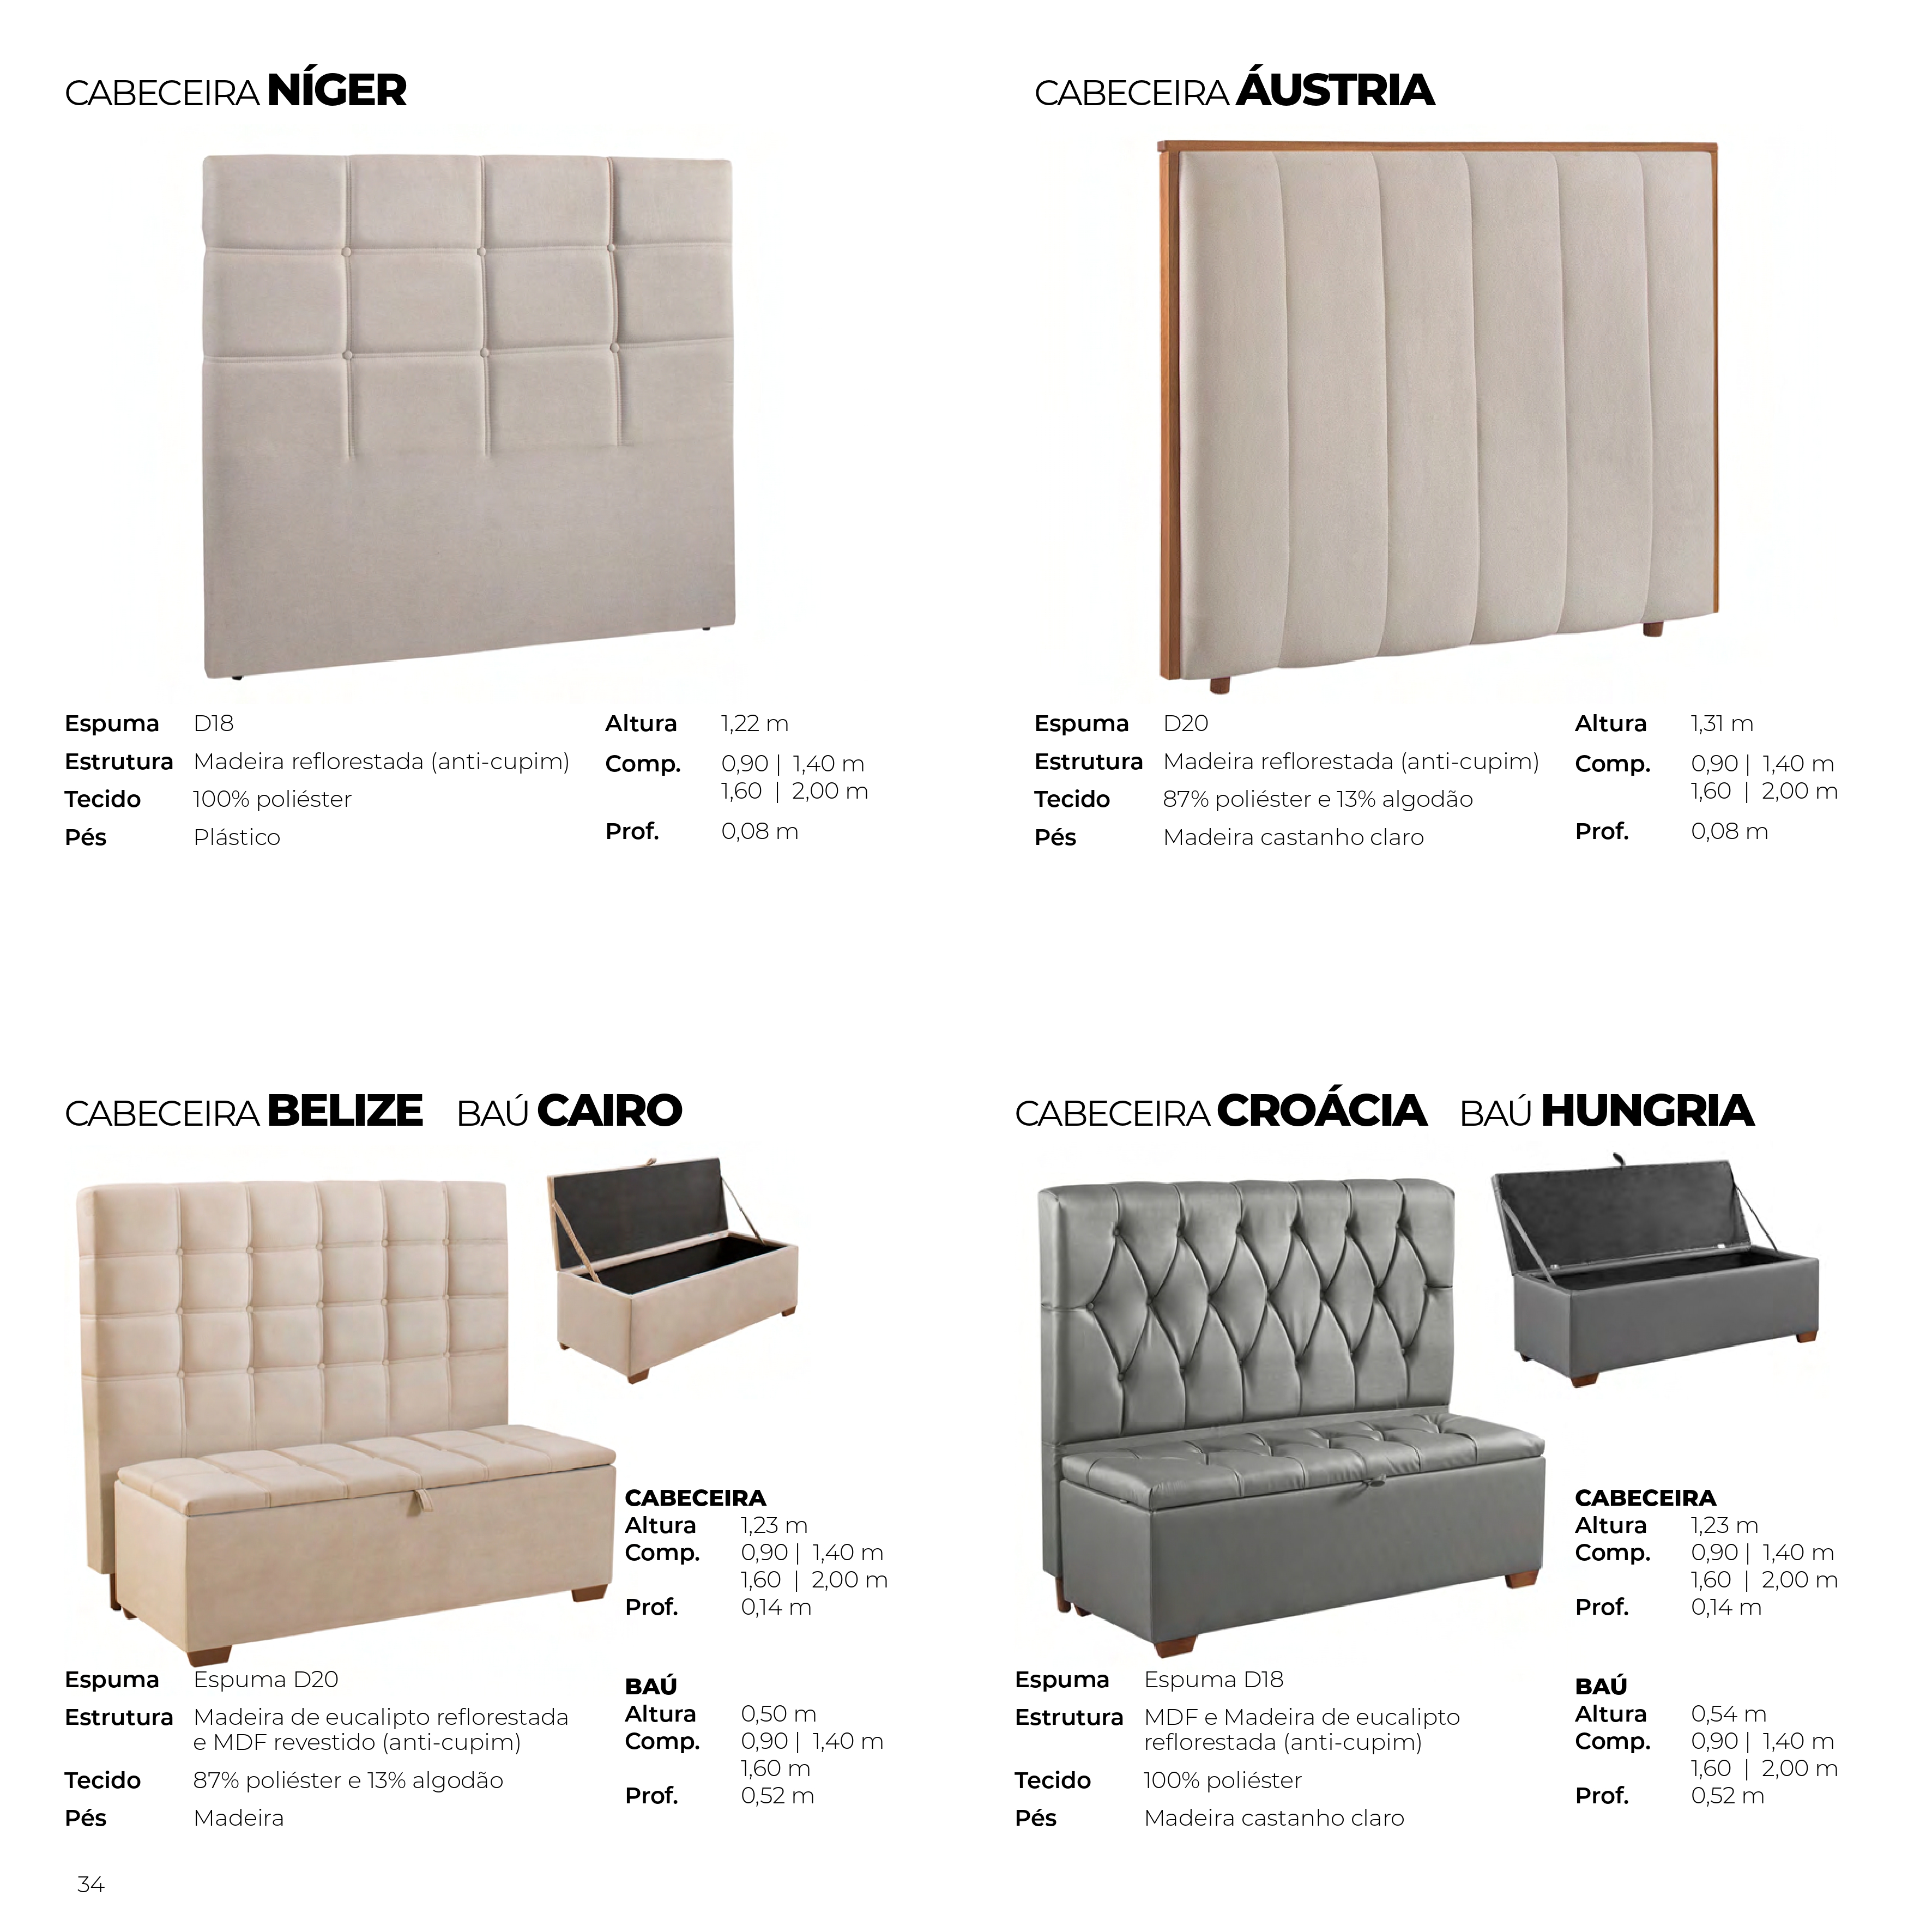 CABECEIRA NÍGER
Espuma D18
Estrutura Madeira reflorestada (anti-cupim)
Tecido 100% poliéster
Pés Plástico
Altura 1,22 m
Comp. 0,90 | 1,40 m
1,60 | 2,00 m
Prof. 0,08 m
CABECEIRA ÁUSTRIA
Espuma D20
Estrutura Madeira reflorestada (anti-cupim)
Tecido 87% poliéster e 13% algodão
Pés Madeira castanho claro
Altura 1,31 m
Comp. 0,90 | 1,40 m
1,60 | 2,00 m
Prof. 0,08 m
CABECEIRA BELIZE BAÚ CAIRO
CABECEIRA
Altura 1,23 m
Comp. 0,90 | 1,40 m
1,60 | 2,00 m
Prof. 0,14 m
Espuma Espuma D20
Estrutura Madeira de eucalipto reflorestada
e MDF revestido (anti-cupim)
Tecido 87% poliéster e 13% algodão
Pés Madeira
BAÚ
Altura 0,50 m
Comp. 0,90 | 1,40 m
1,60 m
Prof. 0,52 m
CABECEIRA CROÁCIA BAÚ HUNGRIA
CABECEIRA
Altura 1,23 m
Comp. 0,90 | 1,40 m
1,60 | 2,00 m
Prof. 0,14 m
Espuma Espuma D18
Estrutura MDF e Madeira de eucalipto
reflorestada (anti-cupim)
Tecido 100% poliéster
Pés Madeira castanho claro
BAÚ
Altura 0,54 m
Comp. 0,90 | 1,40 m
1,60 | 2,00 m
Prof. 0,52 m
34